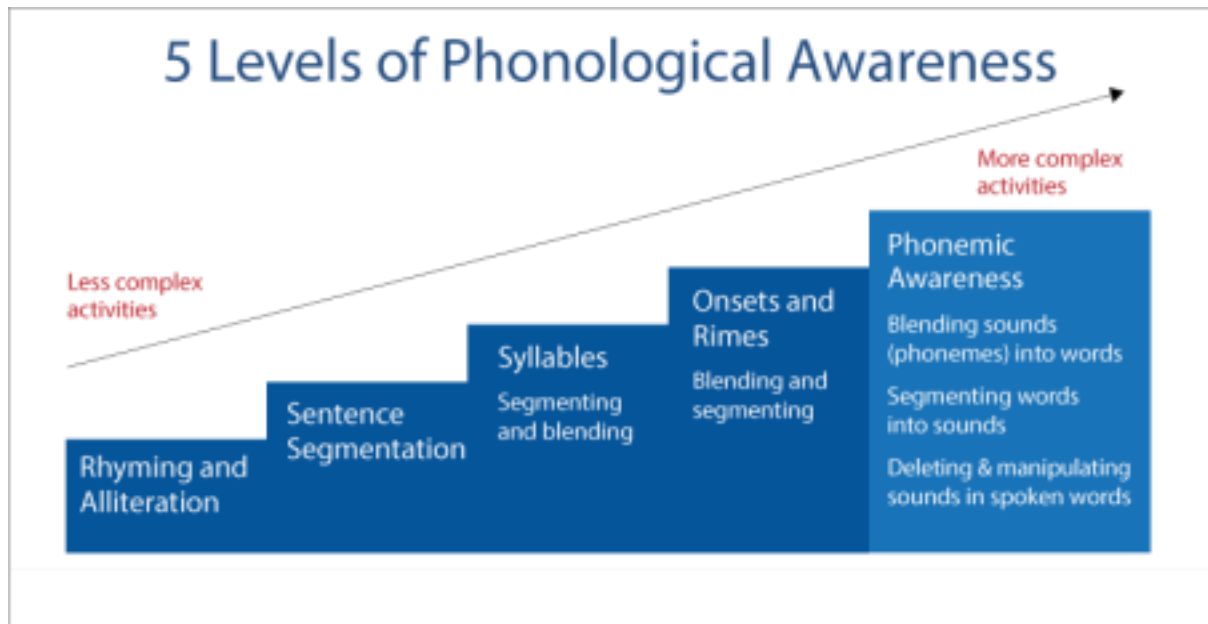 5 Levels of Phonological Awareness
More complex
activities
Less complex
activities
Rhyming and
Alliteration
Sentence
Segmentation
Syllables
Segmenting
and blending
Onsets and
Rimes
Blending and
segmenting
Phonemic
Awareness
Blending sounds
(phonemes) into words
Segmenting words
into sounds
Deleting & manipulating
sounds in spoken words